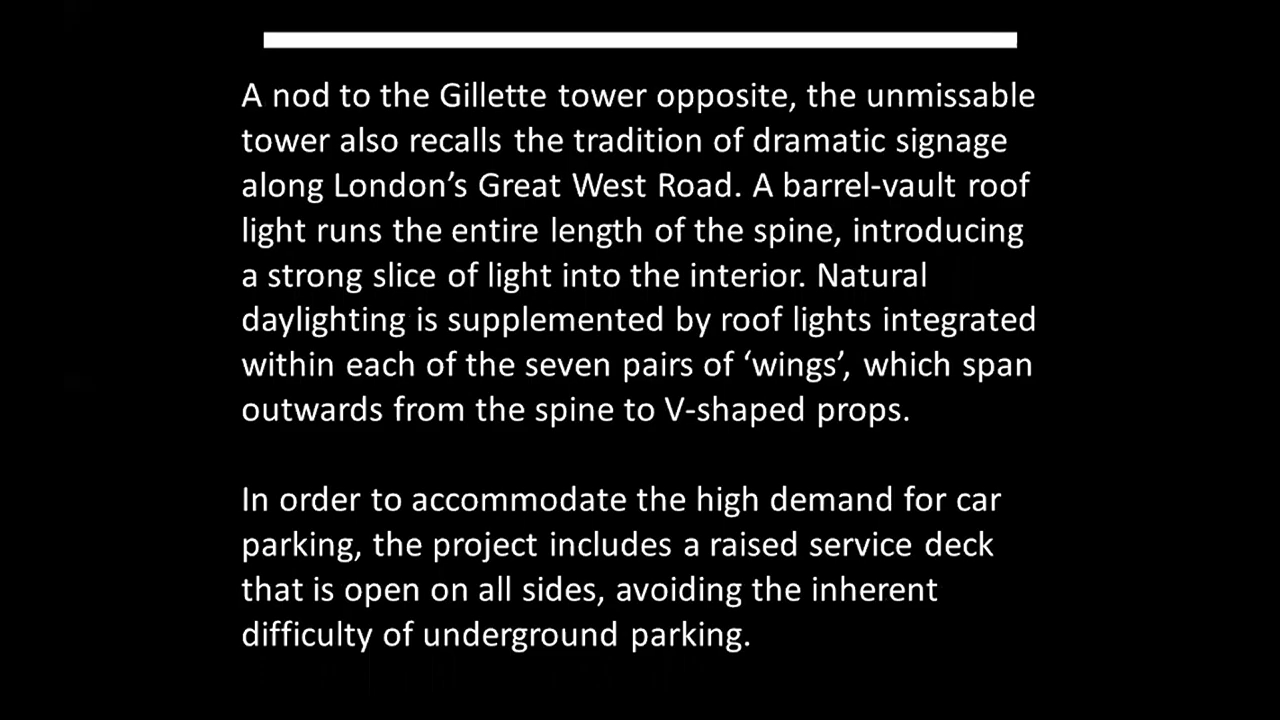 A nod to the Gillette tower opposite, the unmissable
tower also recalls the tradition of dramatic signage
along London’s Great West Road. A barrel-vault roof
light runs the entire length of the spine, introducing
a strong slice of light into the interior. Natural
daylighting is supplemented by roof lights integrated
within each of the seven pairs of ‘wings’, which span
outwards from the spine to V-shaped props.
In order to accommodate the high demand for car
parking, the project includes a raised service deck
that is open on all sides, avoiding the inherent
difficulty of underground parking.